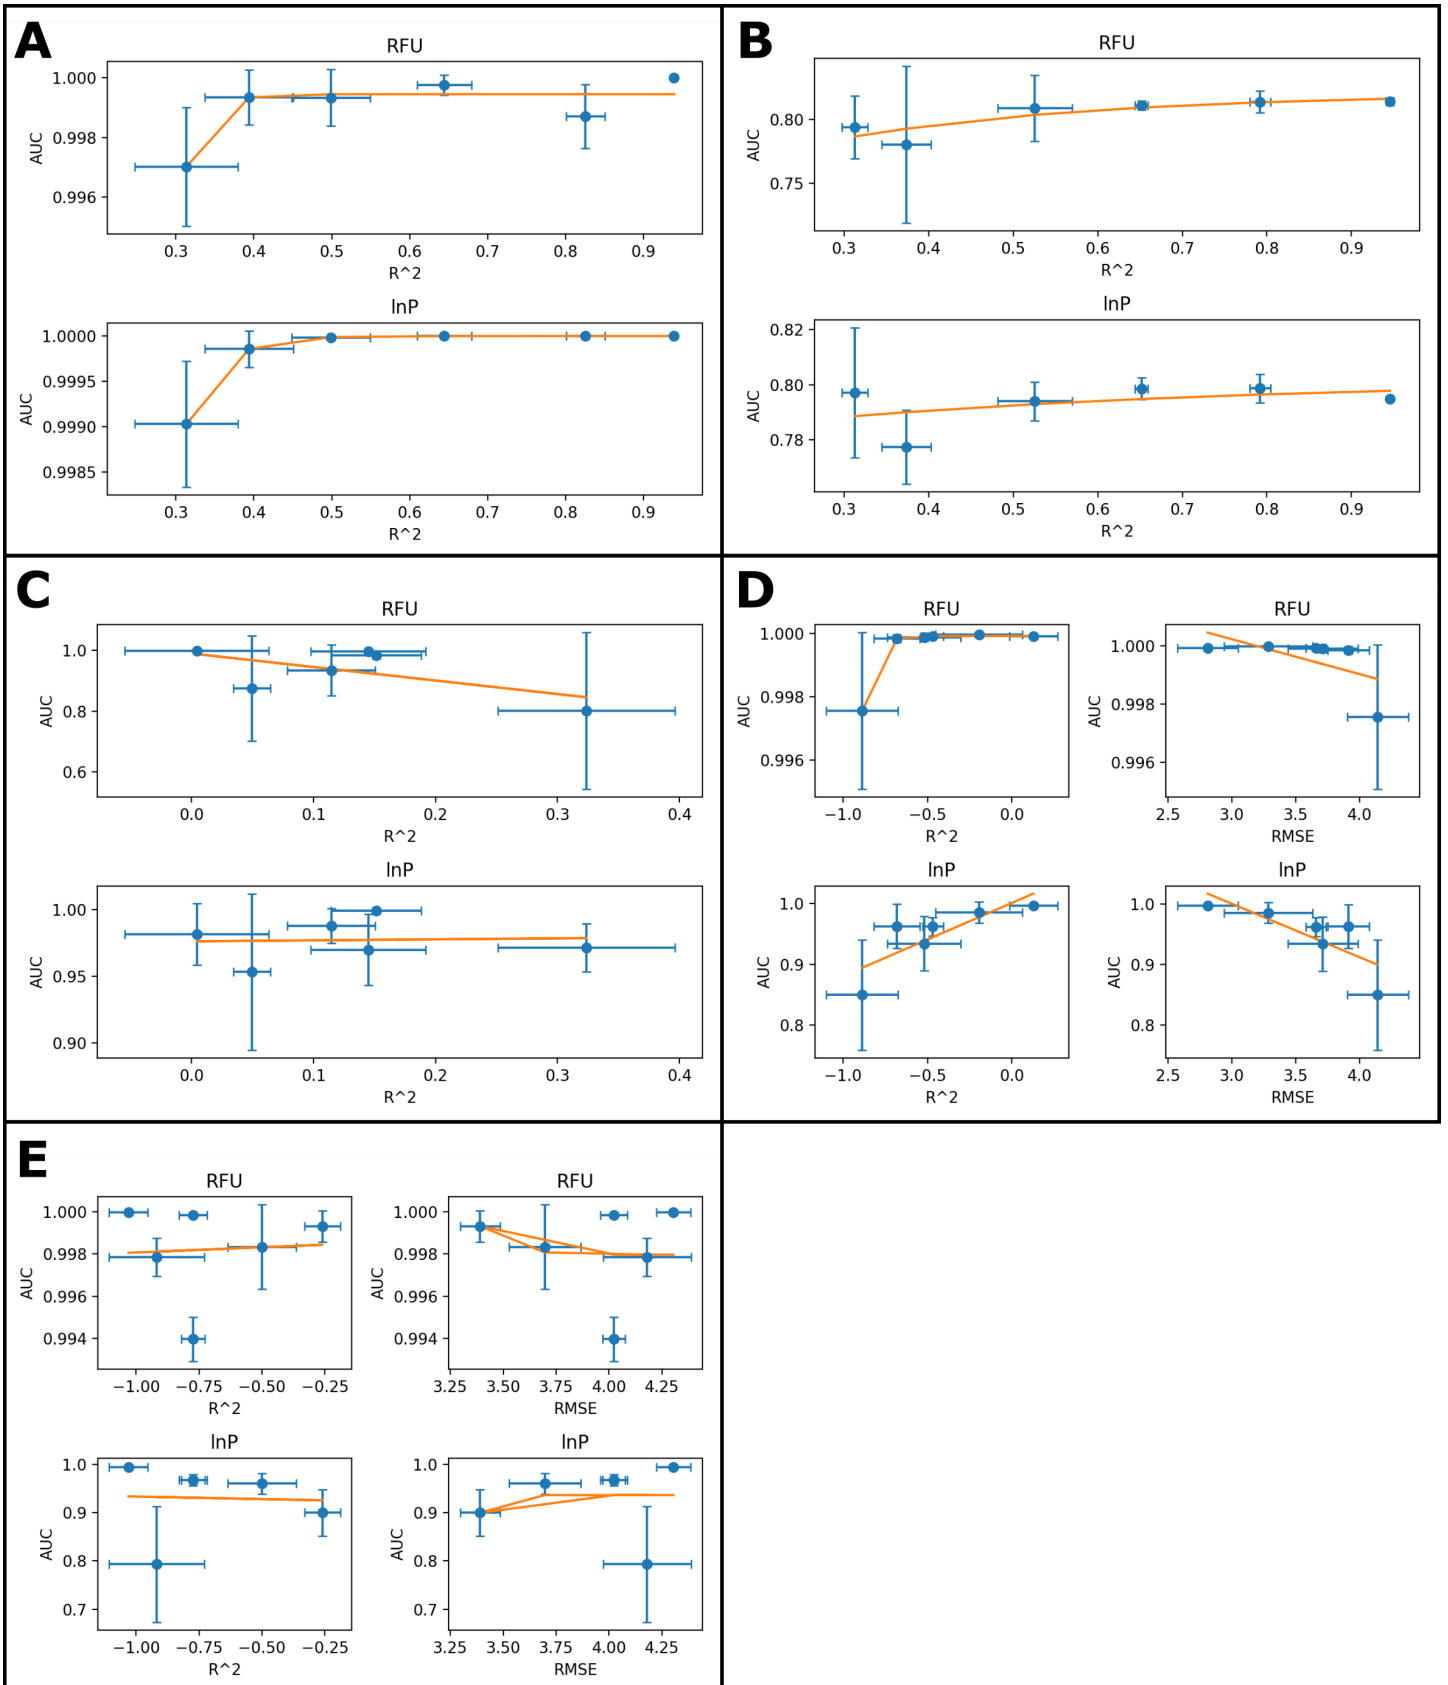 A
RFU
AUC
1.000
0.998
0.996
0.3 0.4 0.5 0.6 0.7 0.8 0.9
R^2
lnP
AUC
1.0000
0.9995
0.9990
0.9985
0.3 0.4 0.5 0.6 0.7 0.8 0.9
R^2
B
RFU
AUC
0.80
0.75
0.3 0.4 0.5 0.6 0.7 0.8 0.9
R^2
lnP
AUC
0.82
0.80
0.78
0.3 0.4 0.5 0.6 0.7 0.8 0.9
R^2
C
RFU
AUC
1.0
0.8
0.6
0.0 0.1 0.2 0.3 0.4
R^2
lnP
AUC
1.00
0.95
0.90
0.0 0.1 0.2 0.3 0.4
R^2
D
RFU
AUC
1.000
0.998
0.996
−1.0 −0.5 0.0
R^2
RFU
AUC
1.000
0.998
0.996
2.5 3.0 3.5 4.0
RMSE
lnP
AUC
1.0
0.9
0.8
−1.0 −0.5 0.0
R^2
lnP
AUC
1.0
0.9
0.8
2.5 3.0 3.5 4.0
RMSE
E
RFU
AUC
1.000
0.998
0.996
0.994
−1.00 −0.75 −0.50 −0.25
R^2
RFU
AUC
1.000
0.998
0.996
0.994
3.25 3.50 3.75 4.00 4.25
RMSE
lnP
AUC
1.0
0.9
0.8
0.7
−1.00 −0.75 −0.50 −0.25
R^2
lnP
AUC
1.0
0.9
0.8
0.7
3.25 3.50 3.75 4.00 4.25
RMSE